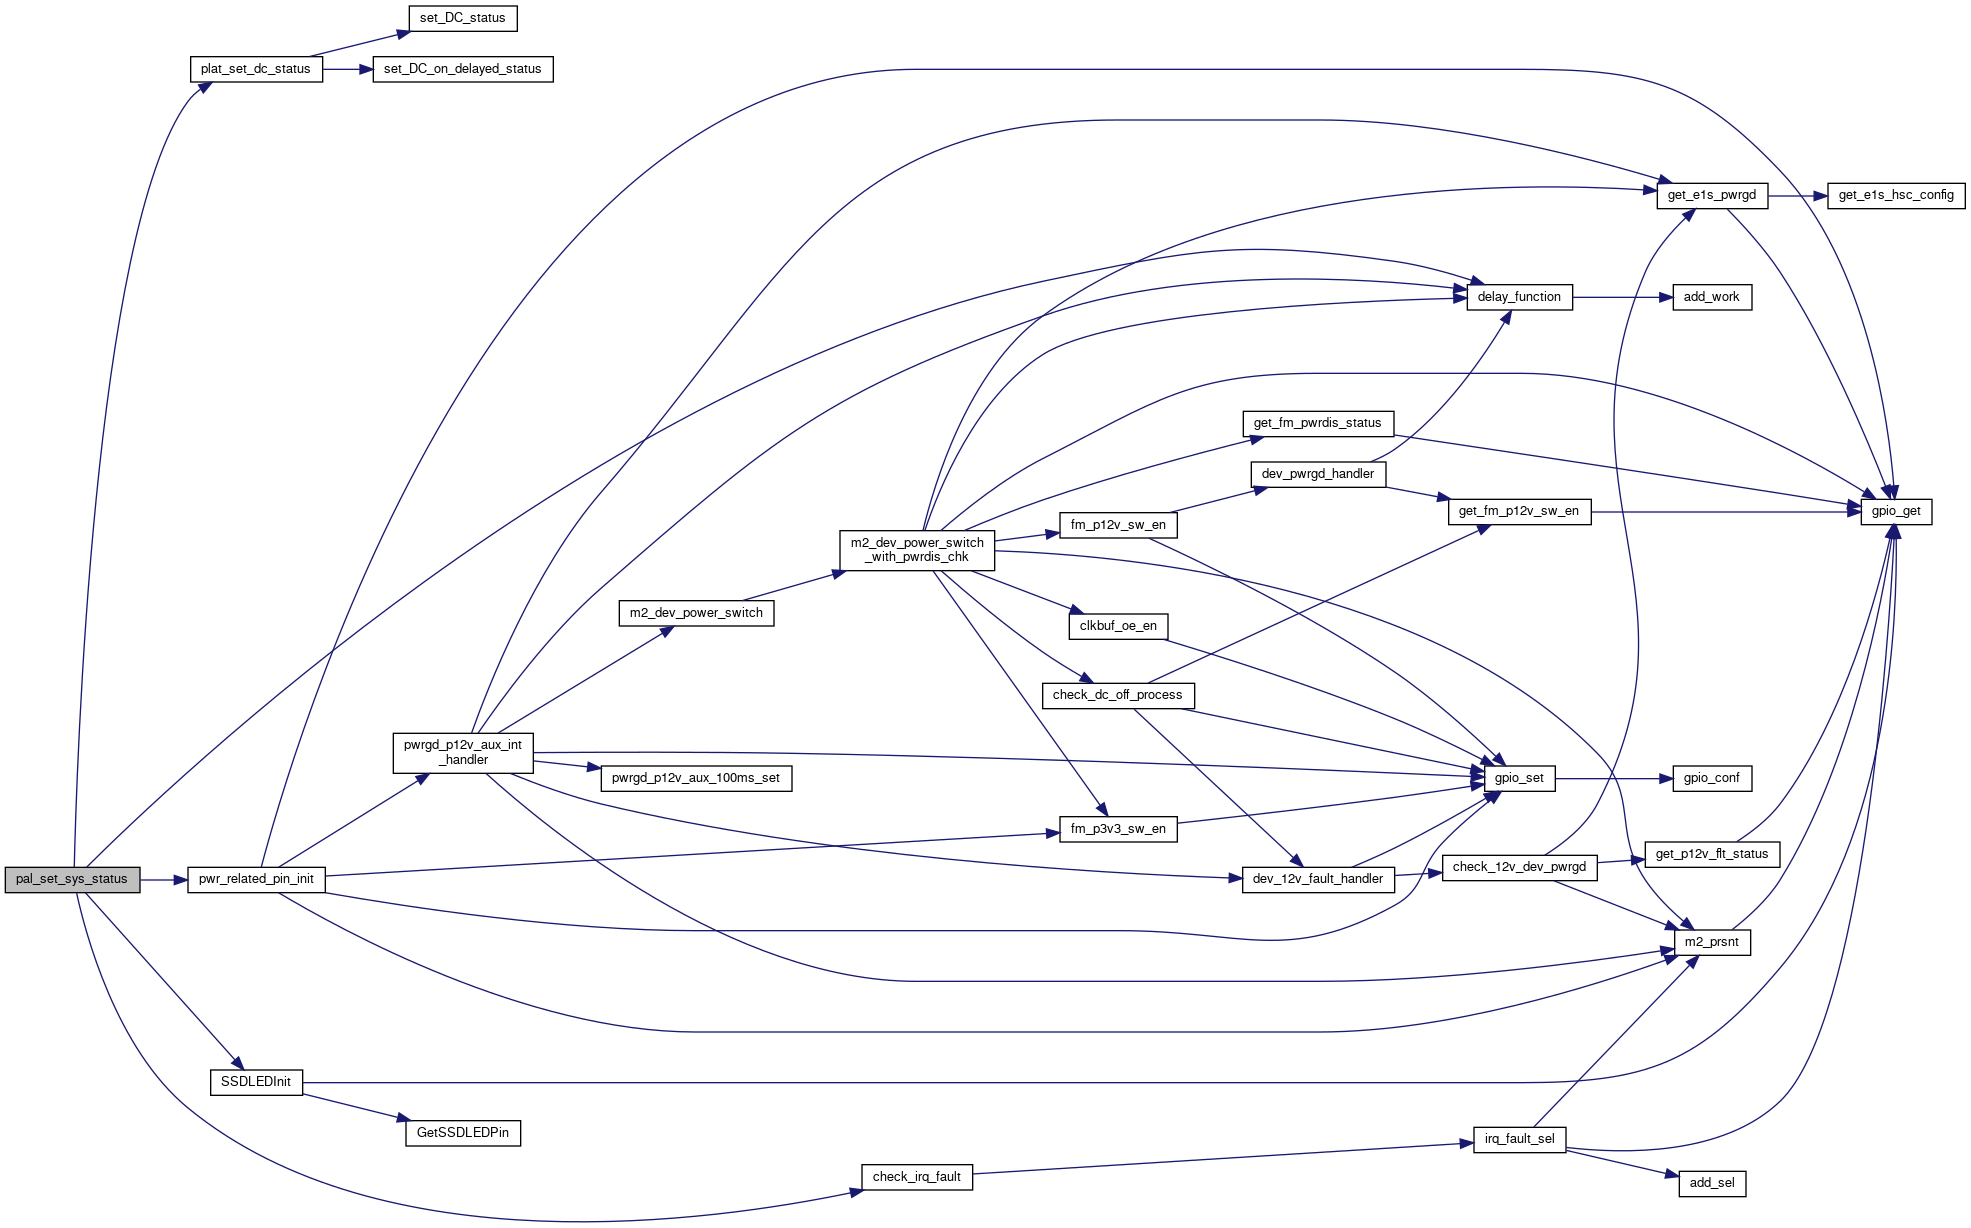 set_DC_status
plat_set_dc_status
set_DC_on_delayed_status
get_e1s_pwrgd
get_e1s_hsc_config
delay_function
add_work
get_fm_pwrdis_status
dev_pwrgd_handler
get_fm_p12v_sw_en
gpio_get
fm_p12v_sw_en
m2_dev_power_switch
_with_pwrdis_chk
m2_dev_power_switch
clkbuf_oe_en
check_dc_off_process
pwrgd_p12v_aux_int
_handler
pwrgd_p12v_aux_100ms_set
gpio_set
gpio_conf
fm_p3v3_sw_en
get_p12v_flt_status
check_12v_dev_pwrgd
pal_set_sys_status
pwr_related_pin_init
dev_12v_fault_handler
m2_prsnt
SSDLEDInit
GetSSDLEDPin
irq_fault_sel
check_irq_fault
add_sel